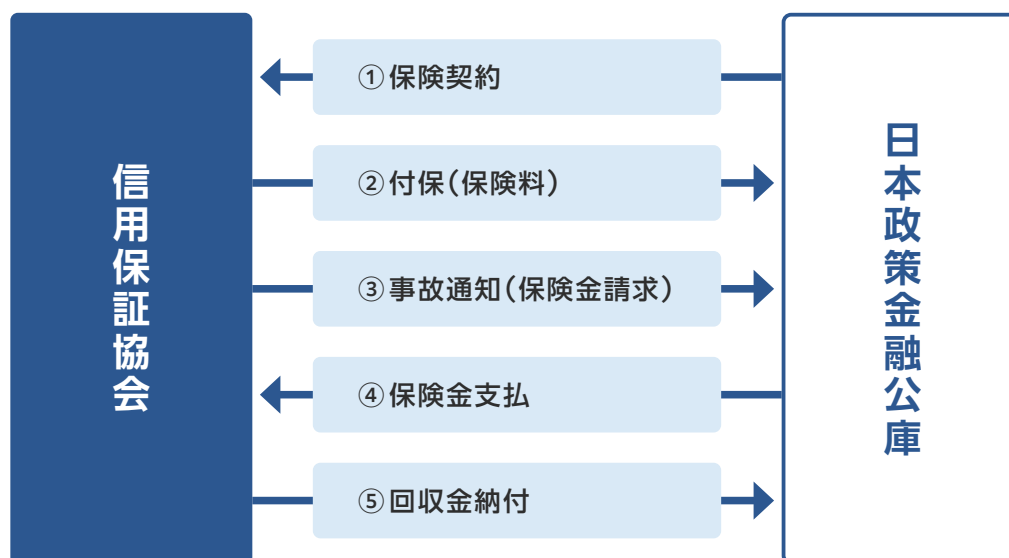 信用保証協会
①保険契約
②付保(保険料)
③事故通知(保険金請求)
④保険金支払
⑤回収金納付
日本政策金融公庫